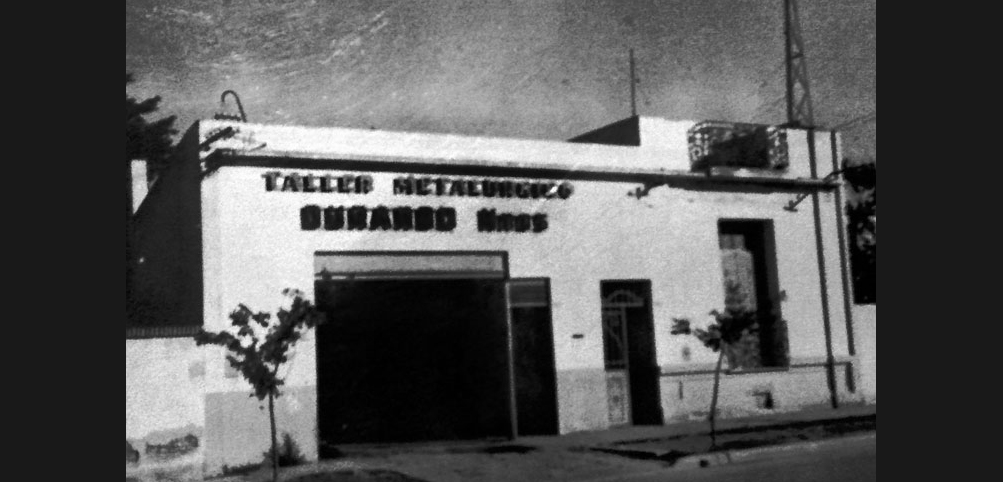 TALLER METALURGICO
DURANDO Hnos